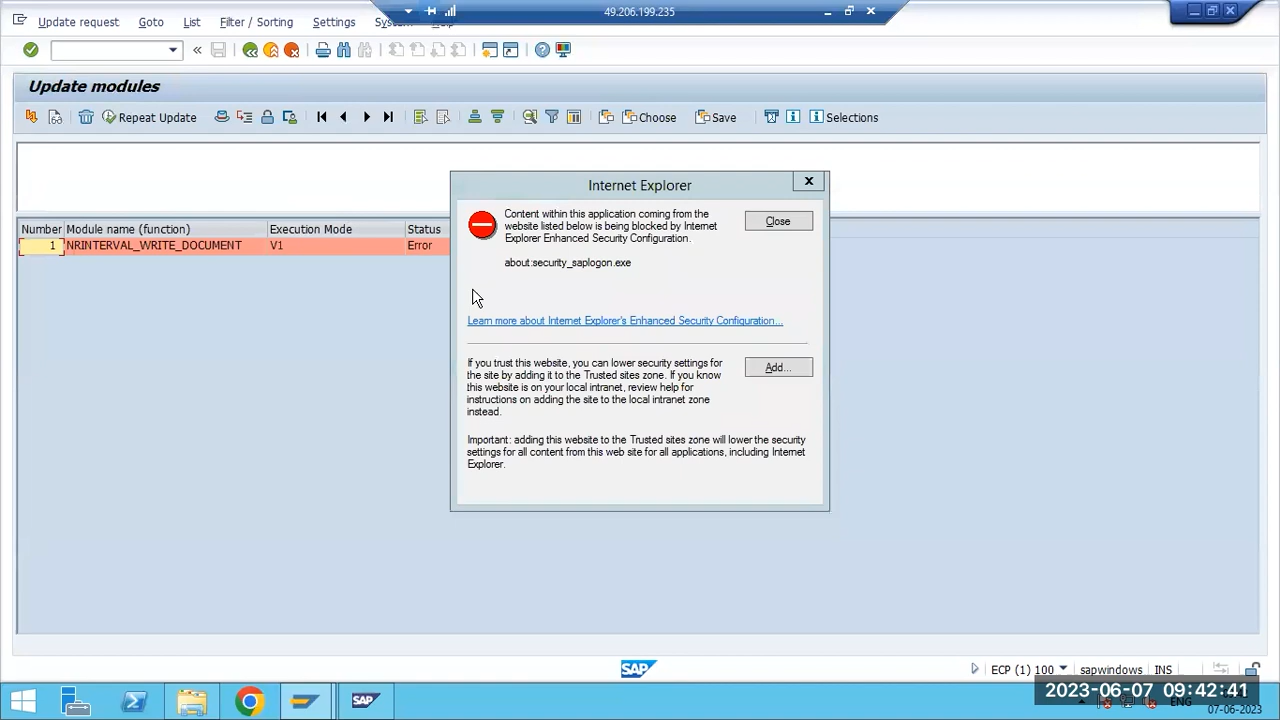 49.206.199.235
Update request Goto List Filter / Sorting Settings System
Update modules
Repeat Update Choose Save Selections
Internet Explorer
Content within this application coming from the
website listed below is being blocked by Internet
Explorer Enhanced Security Configuration.
Close
about:security_saplogon.exe
Learn more about Internet Explorer's Enhanced Security Configuration...
If you trust this website, you can lower security settings for
the site by adding it to the Trusted sites zone. If you know
this website is on your local intranet, review help for
instructions on adding the site to the local intranet zone
instead.
Add...
Important: adding this website to the Trusted sites zone will lower the security
settings for all content from this web site for all applications, including Internet
Explorer.
Number Module name (function) Execution Mode Status
1 NRINTERVAL_WRITE_DOCUMENT V1 Error
SAP
ECP (1) 100 sapwindows INS
SAP
2023-06-07 09:42:41
ENG
07-06-2023